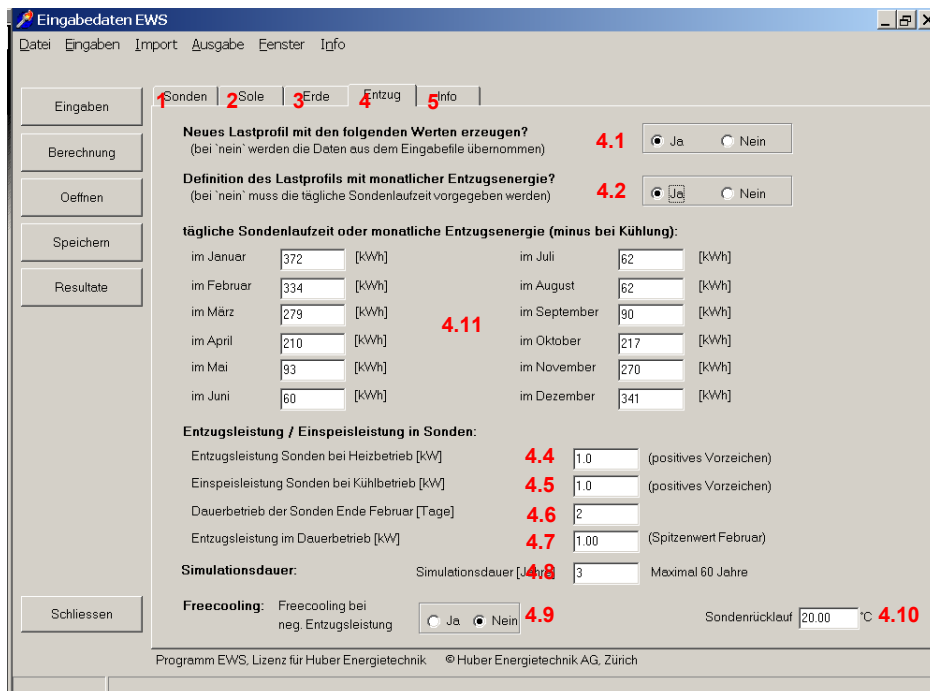 Eingabedaten EWS
Datei Eingaben Import Ausgabe Fenster Info
Eingaben
Berechnung
Oeffnen
Speichern
Resultate
Schliessen
1 Sonden 2 Sole 3 Erde 4 Entzug 5 Info
Neues Lastprofil mit den folgenden Werten erzeugen? 4.1 Ja Nein
(bei `nein` werden die Daten aus dem Eingabefile übernommen)
Definition des Lastprofils mit monatlicher Entzugsenergie? 4.2 Ja Nein
(bei `nein` muss die tägliche Sondenlaufzeit vorgegeben werden)
tägliche Sondenlaufzeit oder monatliche Entzugsenergie (minus bei Kühlung):
im Januar 372 [kWh] im Juli 62 [kWh]
im Februar 334 [kWh] im August 62 [kWh]
im März 279 [kWh] im September 90 [kWh]
4.11
im April 210 [kWh] im Oktober 217 [kWh]
im Mai 93 [kWh] im November 270 [kWh]
im Juni 60 [kWh] im Dezember 341 [kWh]
Entzugsleistung / Einspeisleistung in Sonden:
Entzugsleistung Sonden bei Heizbetrieb [kW] 4.4 1.0 (positives Vorzeichen)
Einspeisleistung Sonden bei Kühlbetrieb [kW] 4.5 1.0 (positives Vorzeichen)
Dauerbetrieb der Sonden Ende Februar [Tage] 4.6 2
Entzugsleistung im Dauerbetrieb [kW] 4.7 1.00 (Spitzenwert Februar)
Simulationsdauer: Simulationsdauer [Jahre] 4.8 3 Maximal 60 Jahre
Freecooling: Freecooling bei neg. Entzugsleistung Ja Nein 4.9 Sondenrücklauf 20.00 °C 4.10
Programm EWS, Lizenz für Huber Energietechnik © Huber Energietechnik AG, Zürich